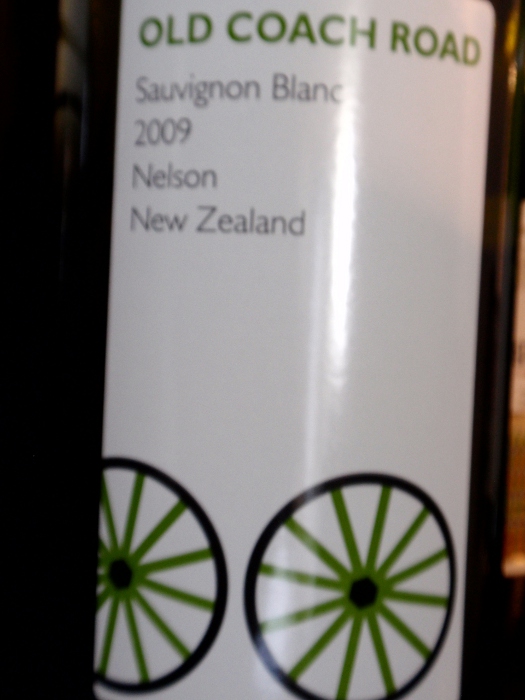 OLD COACH ROAD
Sauvignon Blanc
2009
Nelson
New Zealand